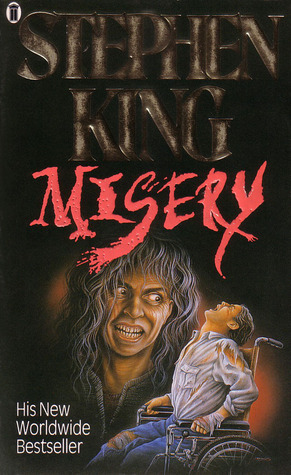 STEPHEN
KING
MISERY
His New
Worldwide
Bestseller